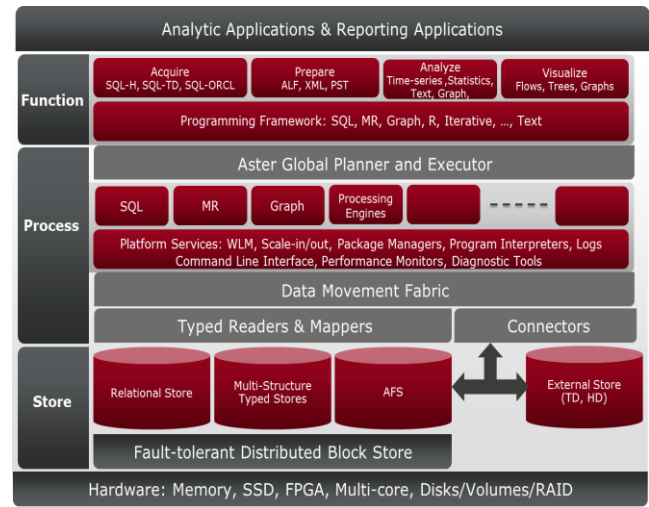 Analytic Applications & Reporting Applications
Function
Acquire
SQL-H, SQL-TD, SQL-ORCL
Prepare
ALF, XML, PST
Analyze
Time-series ,Statistics,
Text, Graph,
Visualize
Flows, Trees, Graphs
Programming Framework: SQL, MR, Graph, R, Iterative, ..., Text
Process
Aster Global Planner and Executor
SQL
MR
Graph
Processing
Engines
Platform Services: WLM, Scale-in/out, Package Managers, Program Interpreters, Logs
Command Line Interface, Performance Monitors, Diagnostic Tools
Data Movement Fabric
Typed Readers & Mappers
Connectors
Store
Relational Store
Multi-Structure
Typed Stores
AFS
External Store
(TD, HD)
Fault-tolerant Distributed Block Store
Hardware: Memory, SSD, FPGA, Multi-core, Disks/Volumes/RAID